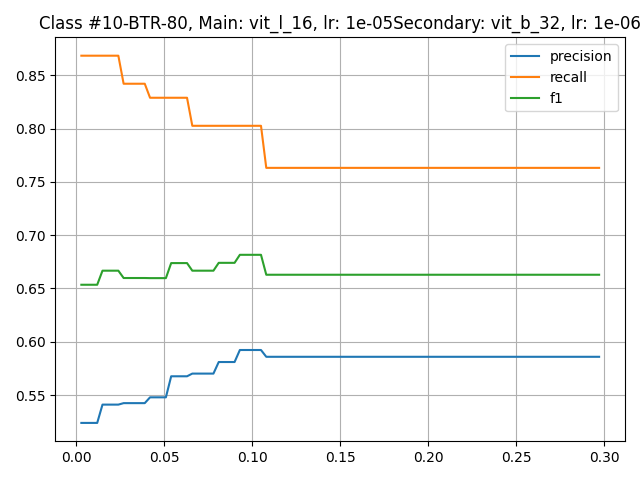 Class #10-BTR-80, Main: vit_l_16, lr: 1e-05Secondary: vit_b_32, lr: 1e-06
precision
recall
f1
0.85
0.80
0.75
0.70
0.65
0.60
0.55
0.00 0.05 0.10 0.15 0.20 0.25 0.30